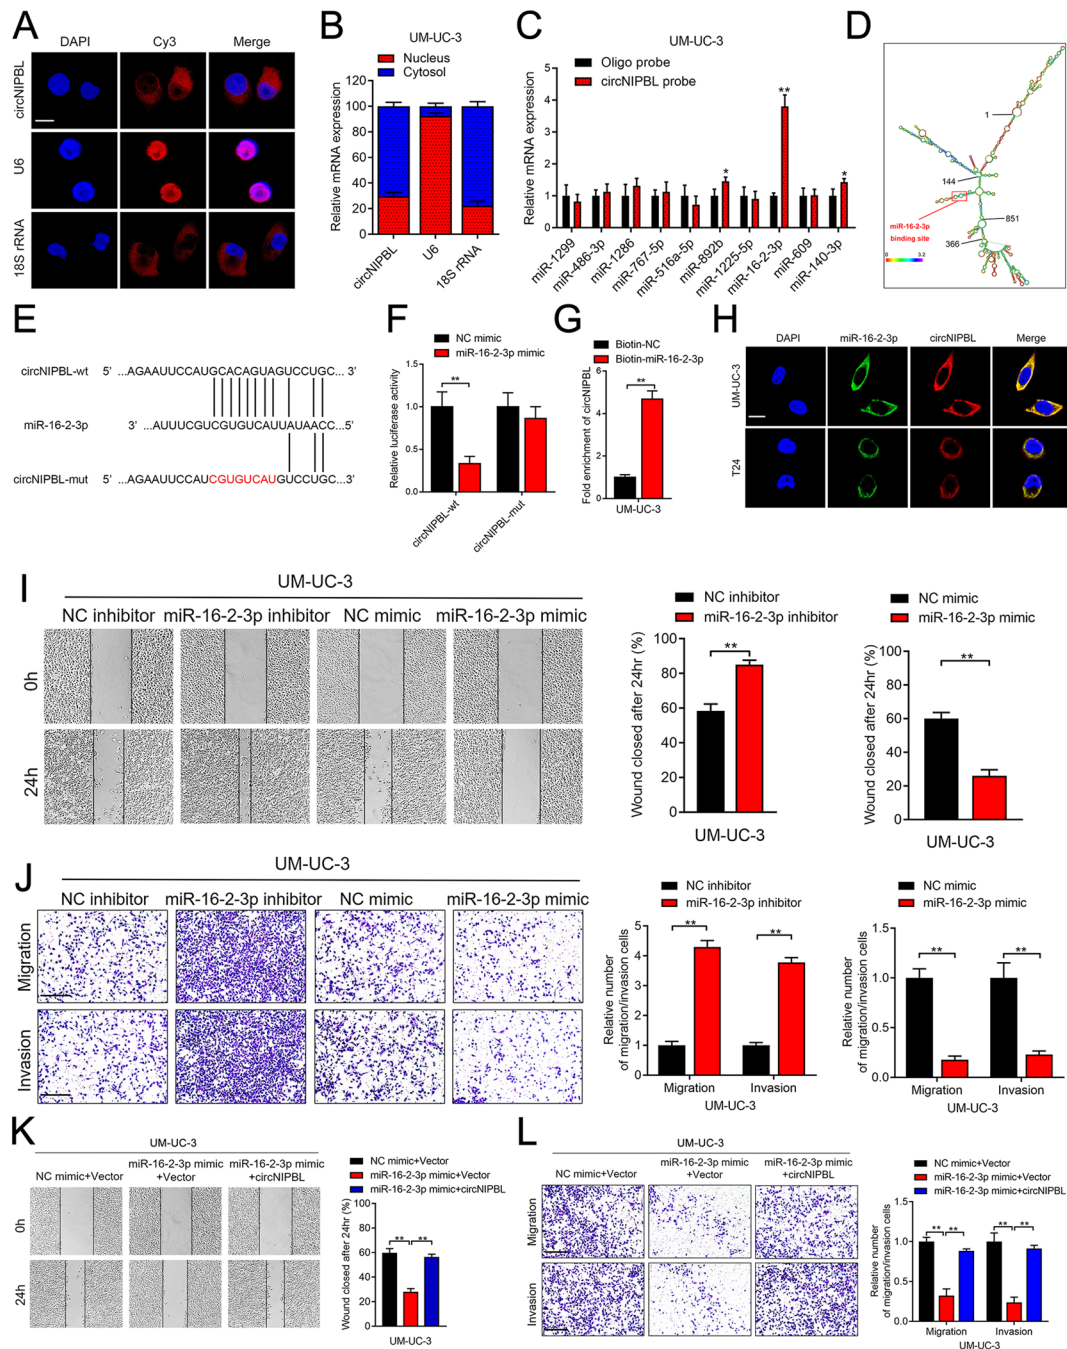 A
DAPI
Cy3
Merge
circNIPBL
U6
18S rRNA
B
UM-UC-3
Nucleus
Cytosol
Relative mRNA expression
120
100
80
60
40
20
0
circNIPBL
U6
18S rRNA
C
UM-UC-3
Oligo probe
circNIPBL probe
Relative mRNA expression
5
4
3
2
1
0
*
**
*
miR-1299
miR-486-3p
miR-1286
miR-767-5p
miR-516a-5p
miR-892b
miR-1225-5p
miR-16-2-3p
miR-609
miR-140-3p
D
1
144
851
366
miR-16-2-3p
binding site
0 3.2
E
circNIPBL-wt 5' ...AGAAUUCCAUGCACAGUAGUCCUGC... 3'
miR-16-2-3p 3' ...AUUUCGUCGUGUCAUUAUAACC...5'
circNIPBL-mut 5' ...AGAAUUCCAUCGUGUCAUGUCCUGC...3'
F
NC mimic
miR-16-2-3p mimic
Relative luciferase activity
1.5
1.0
0.5
0.0
**
circNIPBL-wt
circNIPBL-mut
G
Biotin-NC
Biotin-miR-16-2-3p
Fold enrichment of circNIPBL
6
4
2
0
**
UM-UC-3
H
DAPI
miR-16-2-3p
circNIPBL
Merge
UM-UC-3
T24
I
UM-UC-3
NC inhibitor
miR-16-2-3p inhibitor
NC mimic
miR-16-2-3p mimic
0h
24h
NC inhibitor
miR-16-2-3p inhibitor
Wound closed after 24hr (%)
100
80
60
40
20
0
**
UM-UC-3
NC mimic
miR-16-2-3p mimic
Wound closed after 24hr (%)
100
80
60
40
20
0
**
UM-UC-3
J
UM-UC-3
NC inhibitor
miR-16-2-3p inhibitor
NC mimic
miR-16-2-3p mimic
Migration
Invasion
NC inhibitor
miR-16-2-3p inhibitor
Relative number
of migration/invasion cells
5
4
3
2
1
0
**
**
Migration
Invasion
UM-UC-3
NC mimic
miR-16-2-3p mimic
Relative number
of migration/invasion cells
1.5
1.0
0.5
0.0
**
**
Migration
Invasion
UM-UC-3
K
UM-UC-3
NC mimic+Vector
miR-16-2-3p mimic
+Vector
miR-16-2-3p mimic
+circNIPBL
0h
24h
NC mimic+Vector
miR-16-2-3p mimic+Vector
miR-16-2-3p mimic+circNIPBL
Wound closed after 24hr (%)
100
80
60
40
20
0
**
**
UM-UC-3
L
UM-UC-3
NC mimic+Vector
miR-16-2-3p mimic
+Vector
miR-16-2-3p mimic
+circNIPBL
Migration
Invasion
NC mimic+Vector
miR-16-2-3p mimic+Vector
miR-16-2-3p mimic+circNIPBL
Relative number
of migration/invasion cells
1.5
1.0
0.5
0.0
**
**
**
**
Migration
Invasion
UM-UC-3